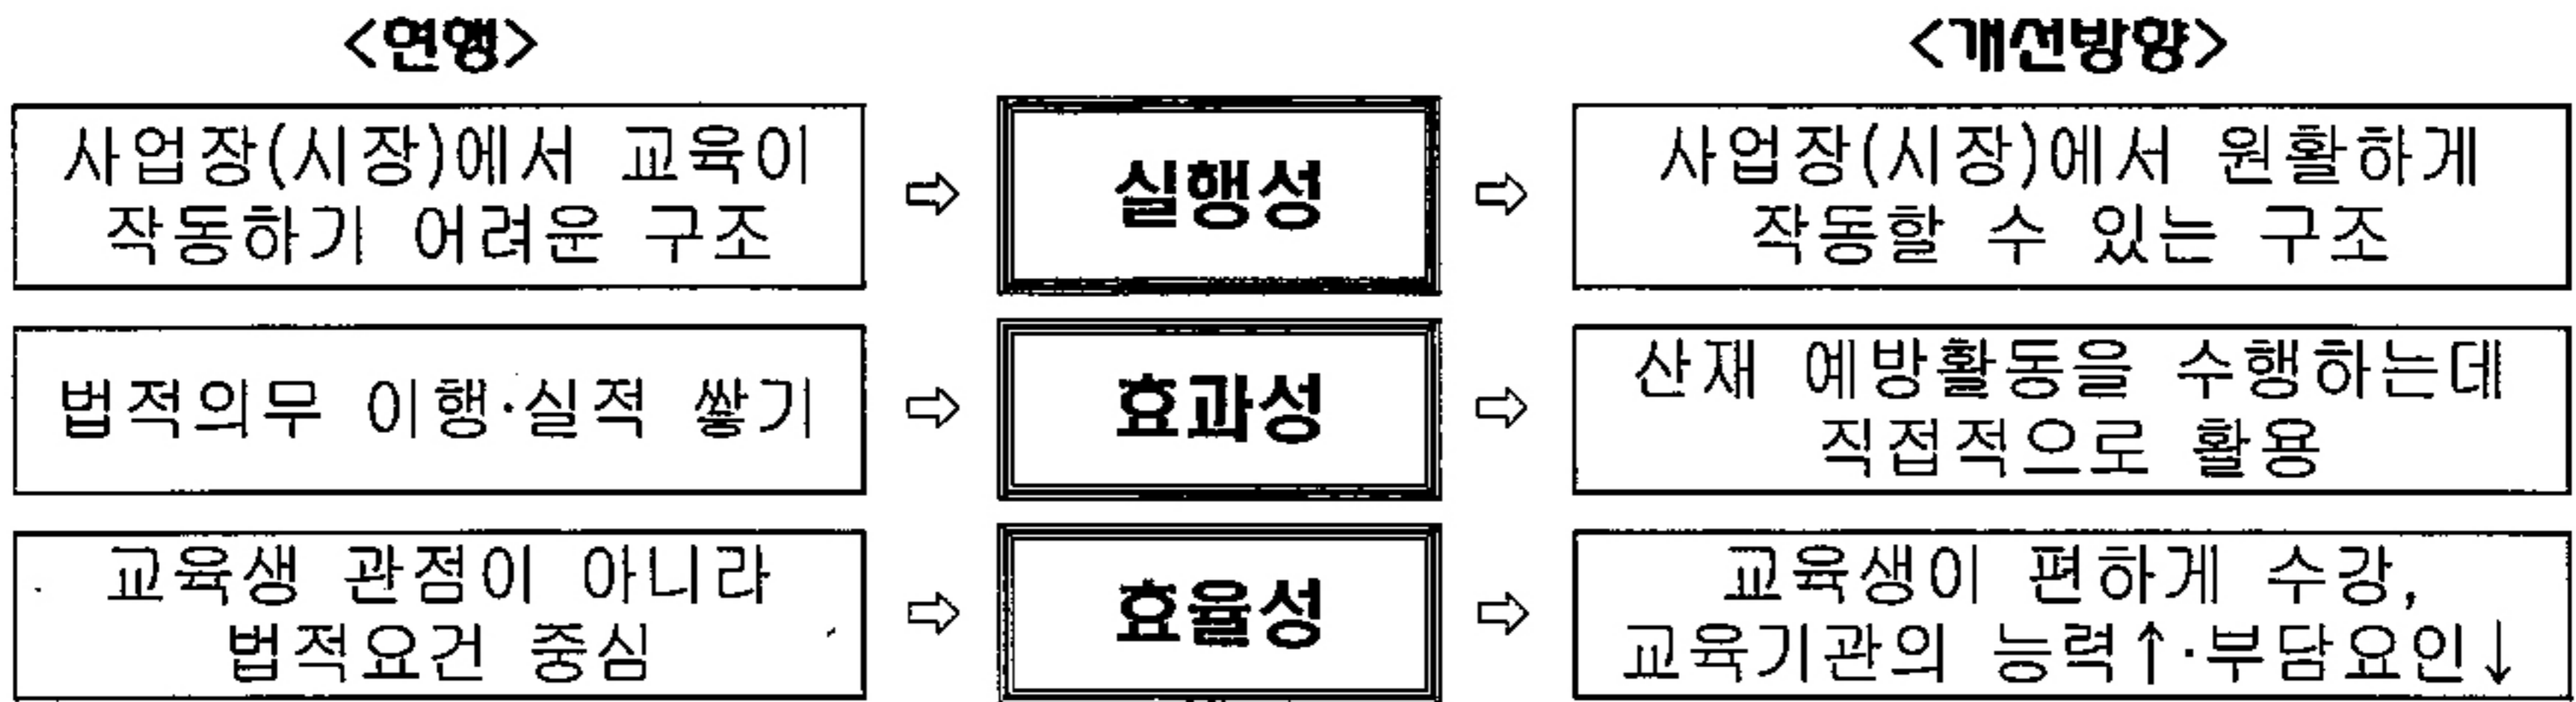 <현행>
<개선방향>
사업장(시장)에서 교육이
작동하기 어려운 구조
⇨
실행성
⇨
사업장(시장)에서 원활하게
작동할 수 있는 구조
법적의무 이행·실적 쌓기
⇨
효과성
⇨
산재 예방활동을 수행하는데
직접적으로 활용
교육생 관점이 아니라
법적요건 중심
⇨
효율성
⇨
교육생이 편하게 수강,
교육기관의 능력↑·부담요인↓